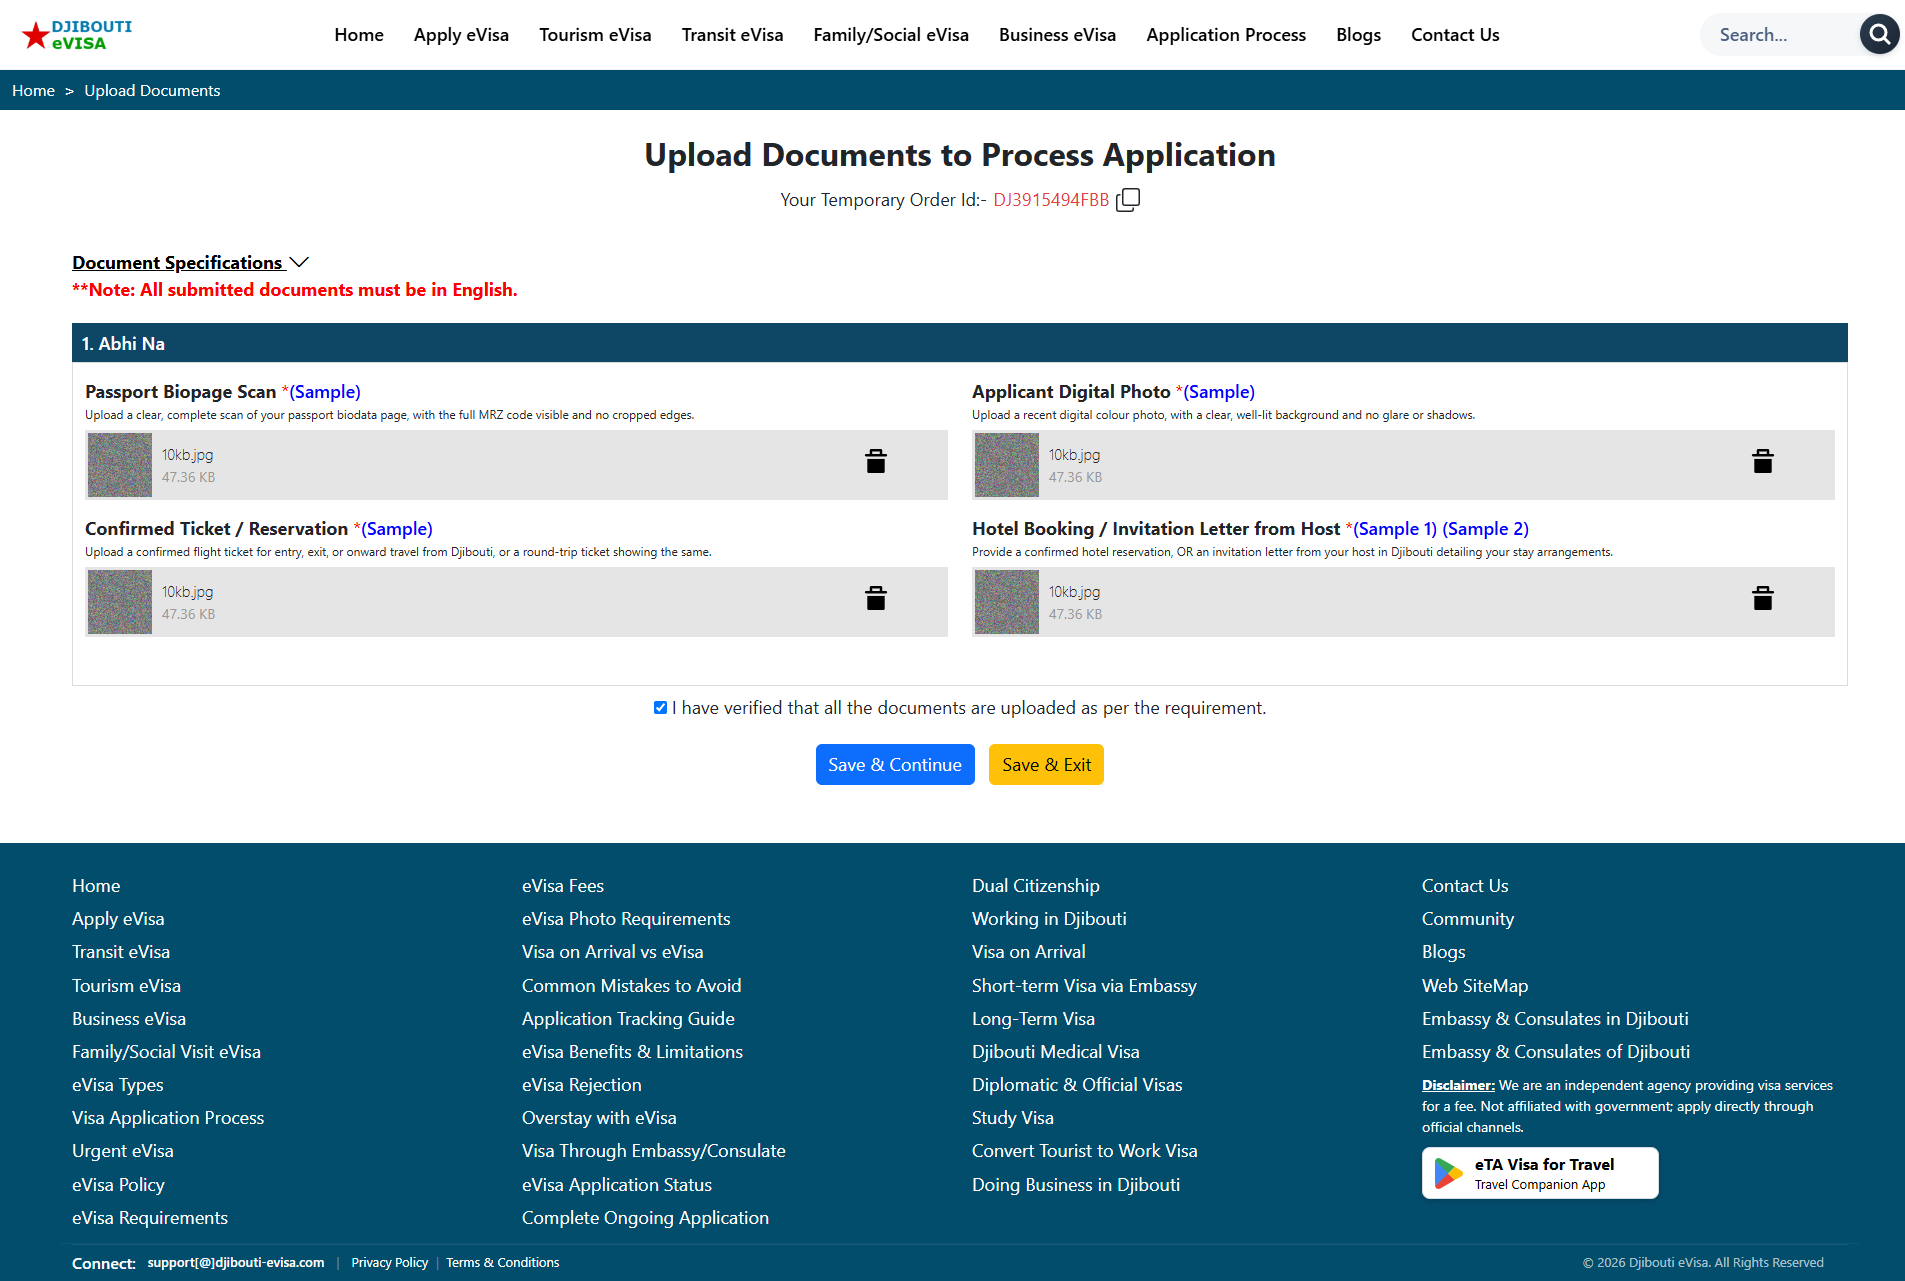 DJIBOUTI
eVISA
Home
Apply eVisa
Tourism eVisa
Transit eVisa
Family/Social eVisa
Business eVisa
Application Process
Blogs
Contact Us
Search...
Home > Upload Documents
Upload Documents to Process Application
Your Temporary Order Id:- DJ3915494FBB
Document Specifications
**Note: All submitted documents must be in English.
1. Abhi Na
Passport Biopage Scan *(Sample)
Upload a clear, complete scan of your passport biodata page, with the full MRZ code visible and no cropped edges.
10kb.jpg
47.36 KB
Applicant Digital Photo *(Sample)
Upload a recent digital colour photo, with a clear, well-lit background and no glare or shadows.
10kb.jpg
47.36 KB
Confirmed Ticket / Reservation *(Sample)
Upload a confirmed flight ticket for entry, exit, or onward travel from Djibouti, or a round-trip ticket showing the same.
10kb.jpg
47.36 KB
Hotel Booking / Invitation Letter from Host *(Sample 1) (Sample 2)
Provide a confirmed hotel reservation, OR an invitation letter from your host in Djibouti detailing your stay arrangements.
10kb.jpg
47.36 KB
I have verified that all the documents are uploaded as per the requirement.
Save & Continue
Save & Exit
Home
Apply eVisa
Transit eVisa
Tourism eVisa
Business eVisa
Family/Social Visit eVisa
eVisa Types
Visa Application Process
Urgent eVisa
eVisa Policy
eVisa Requirements
eVisa Fees
eVisa Photo Requirements
Visa on Arrival vs eVisa
Common Mistakes to Avoid
Application Tracking Guide
eVisa Benefits & Limitations
eVisa Rejection
Overstay with eVisa
Visa Through Embassy/Consulate
eVisa Application Status
Complete Ongoing Application
Dual Citizenship
Working in Djibouti
Visa on Arrival
Short-term Visa via Embassy
Long-Term Visa
Djibouti Medical Visa
Diplomatic & Official Visas
Study Visa
Convert Tourist to Work Visa
Doing Business in Djibouti
Contact Us
Community
Blogs
Web SiteMap
Embassy & Consulates in Djibouti
Embassy & Consulates of Djibouti
Disclaimer: We are an independent agency providing visa services
for a fee. Not affiliated with government; apply directly through
official channels.
eTA Visa for Travel
Travel Companion App
Connect: support[@]djibouti-evisa.com | Privacy Policy | Terms & Conditions
© 2026 Djibouti eVisa. All Rights Reserved